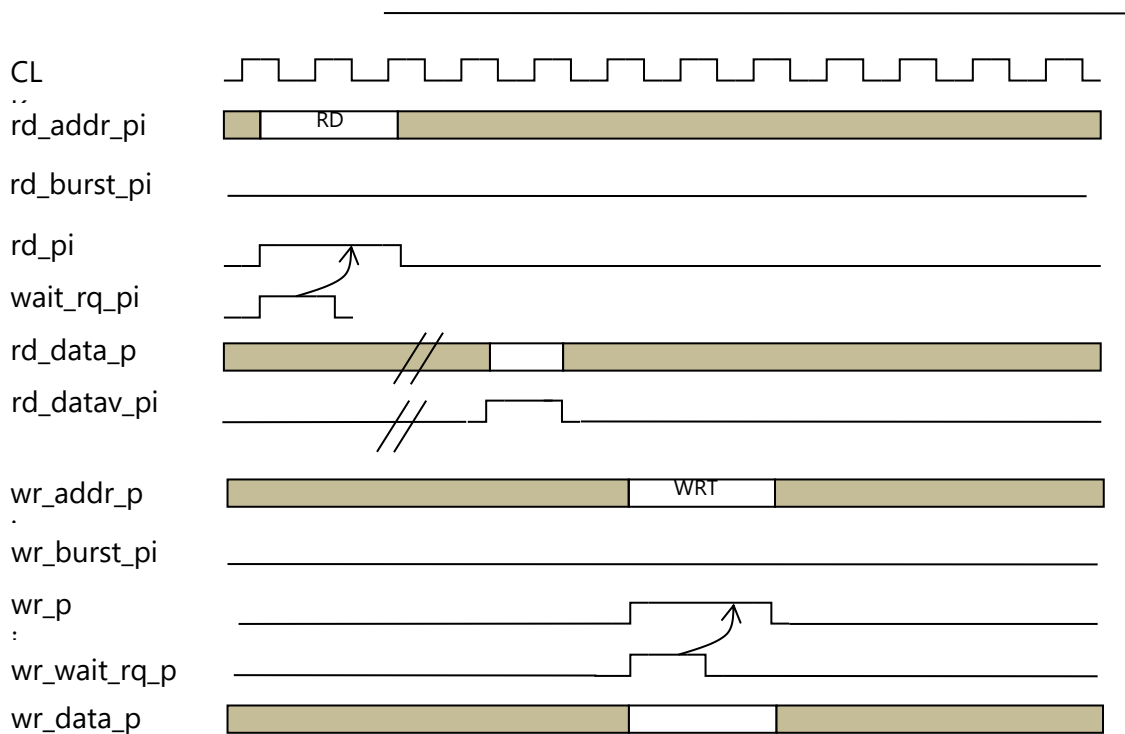 CL
rd_addr_pi
RD
rd_burst_pi
rd_pi
wait_rq_pi
rd_data_p
rd_datav_pi
wr_addr_p
WRT
wr_burst_pi
wr_p
wr_wait_rq_p
wr_data_p